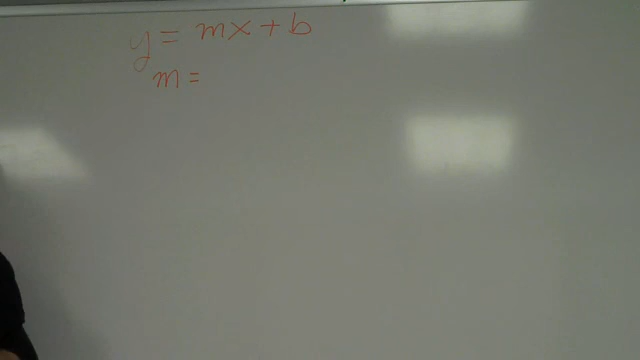 y = mx + b
m =